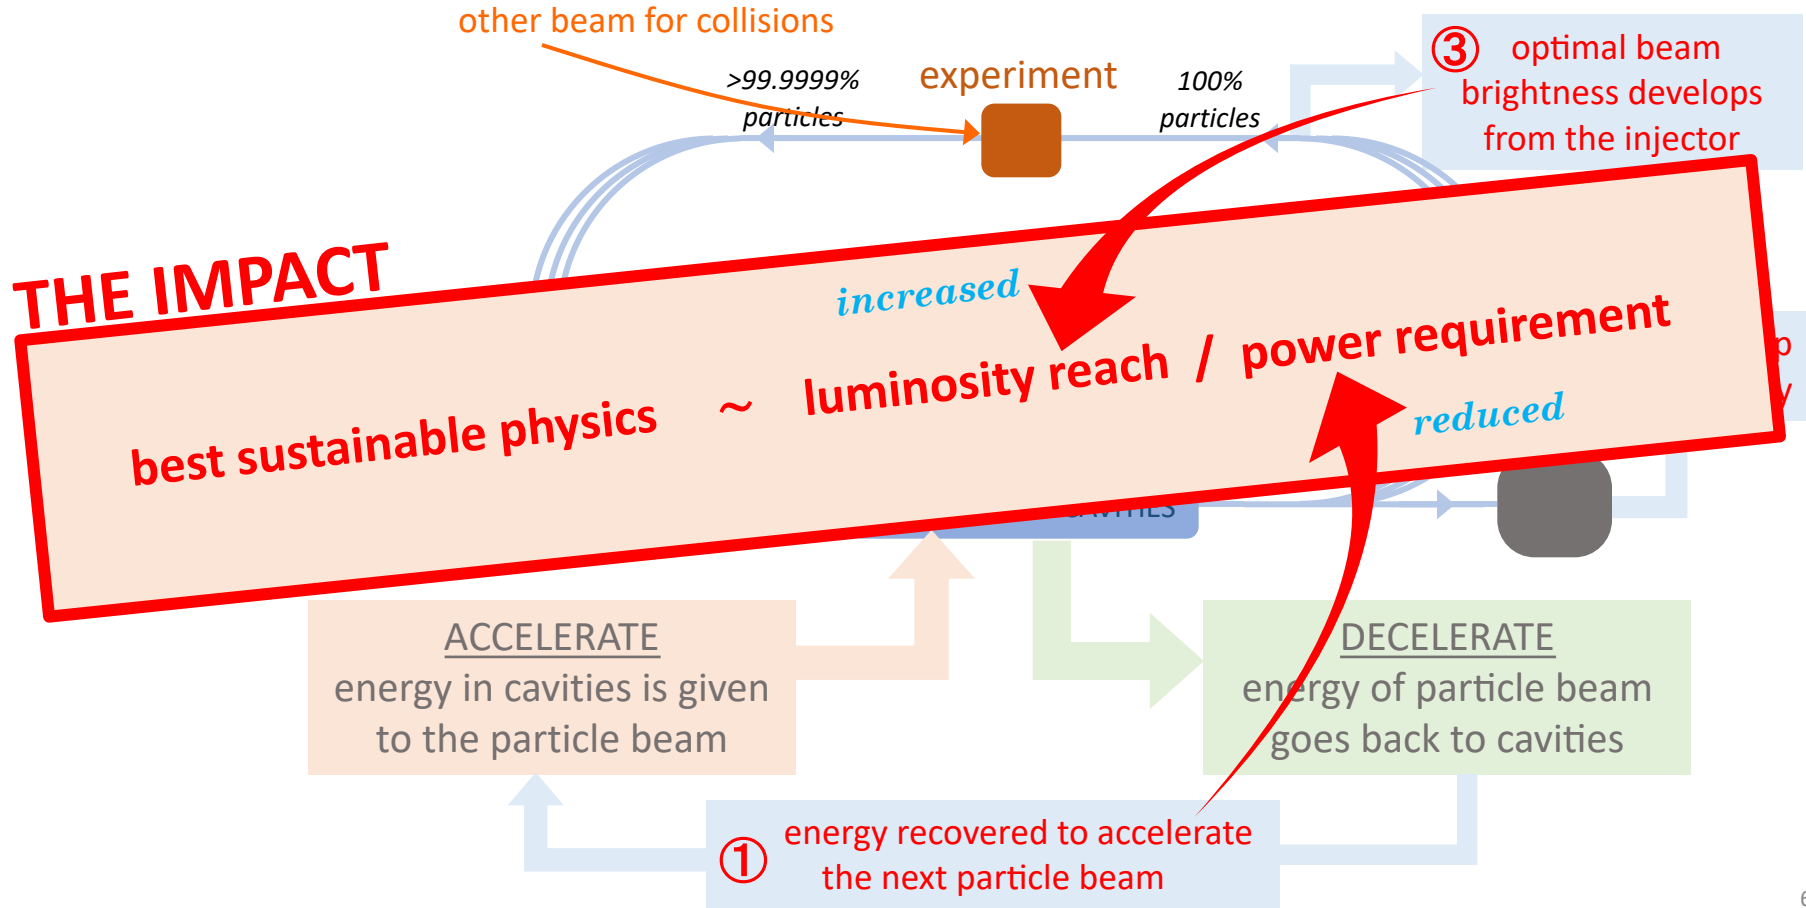 other beam for collisions
>99.9999%
particles
experiment
100%
particles
③ optimal beam
brightness develops
from the injector
THE IMPACT
increased
best sustainable physics ~ luminosity reach / power requirement
reduced
ACCELERATE
energy in cavities is given
to the particle beam
DECELERATE
energy of particle beam
goes back to cavities
① energy recovered to accelerate
the next particle beam